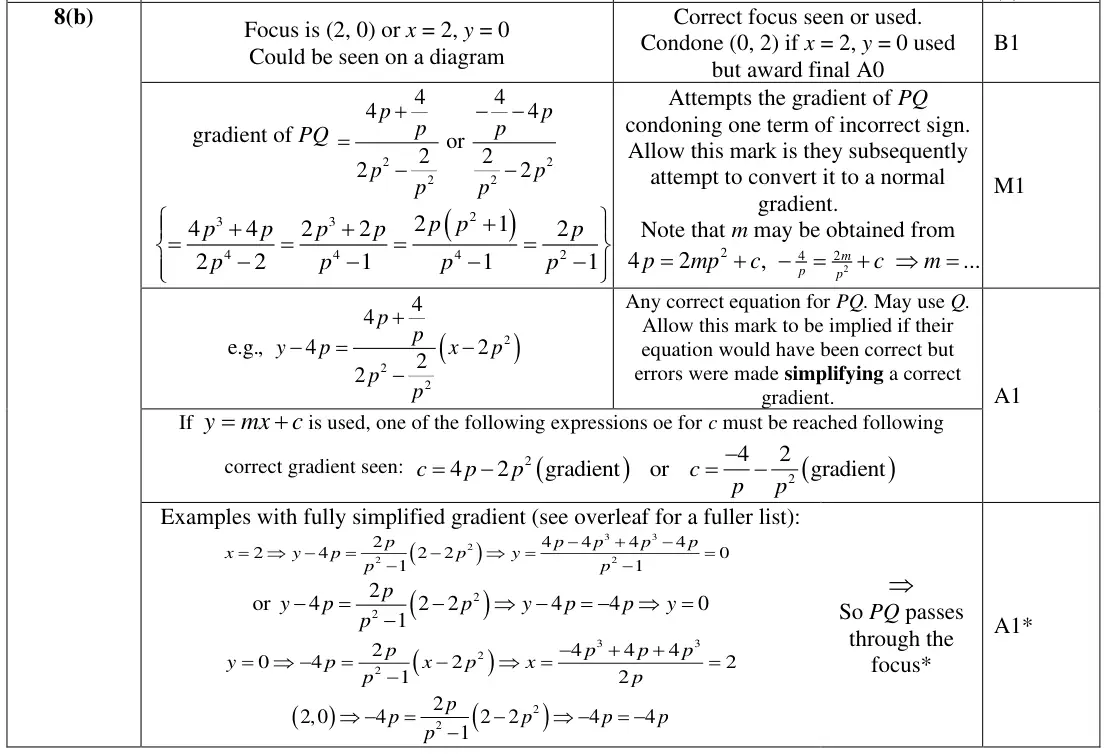 8(b)
Focus is (2, 0) or x = 2, y = 0
Could be seen on a diagram
Correct focus seen or used.
Condone (0, 2) if x = 2, y = 0 used
but award final A0
B1
gradient of PQ = (4p + 4/p)/(2p² − 2/p²) or (−4/p − 4p)/(2/p² − 2p²)
{= (4p³ + 4p)/(2p⁴ − 2) = (2p³ + 2p)/(p⁴ − 1) = 2p(p² + 1)/(p⁴ − 1) = 2p/(p² − 1)}
Attempts the gradient of PQ
condoning one term of incorrect sign.
Allow this mark is they subsequently
attempt to convert it to a normal
gradient.
Note that m may be obtained from
4p = 2mp² + c, −4/p = 2m/p² + c ⇒ m = ...
M1
e.g., y − 4p = (4p + 4/p)/(2p² − 2/p²) (x − 2p²)
Any correct equation for PQ. May use Q.
Allow this mark to be implied if their
equation would have been correct but
errors were made simplifying a correct
gradient.
A1
If y = mx + c is used, one of the following expressions oe for c must be reached following
correct gradient seen: c = 4p − 2p²(gradient) or c = −4/p − 2/p²(gradient)
Examples with fully simplified gradient (see overleaf for a fuller list):
x = 2 ⇒ y − 4p = 2p/(p² − 1) (2 − 2p²) ⇒ y = (4p − 4p³ + 4p³ − 4p)/(p² − 1) = 0
or y − 4p = 2p/(p² − 1) (2 − 2p²) ⇒ y − 4p = −4p ⇒ y = 0
y = 0 ⇒ −4p = 2p/(p² − 1) (x − 2p²) ⇒ x = (−4p³ + 4p + 4p³)/2p = 2
(2, 0) ⇒ −4p = 2p/(p² − 1) (2 − 2p²) ⇒ −4p = −4p
⇒
So PQ passes
through the
focus*
A1*